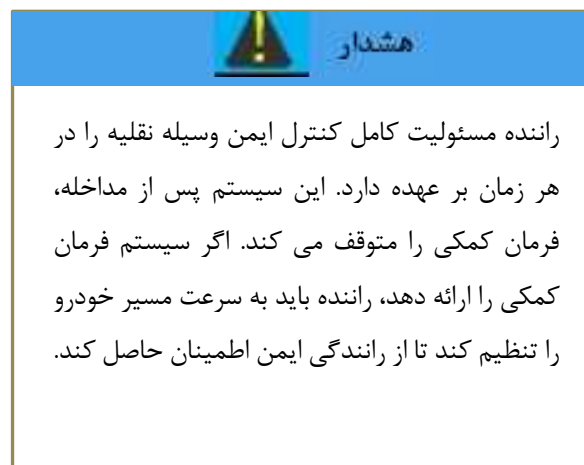 هشدار
راننده مسئولیت کامل کنترل ایمن وسیله نقلیه را در
هر زمان بر عهده دارد. این سیستم پس از مداخله،
فرمان کمکی را متوقف می کند. اگر سیستم فرمان
کمکی را ارائه دهد، راننده باید به سرعت مسیر خودرو
را تنظیم کند تا از رانندگی ایمن اطمینان حاصل کند.